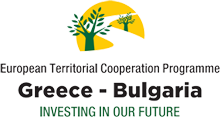 European Territorial Cooperation Programme
Greece - Bulgaria
INVESTING IN OUR FUTURE